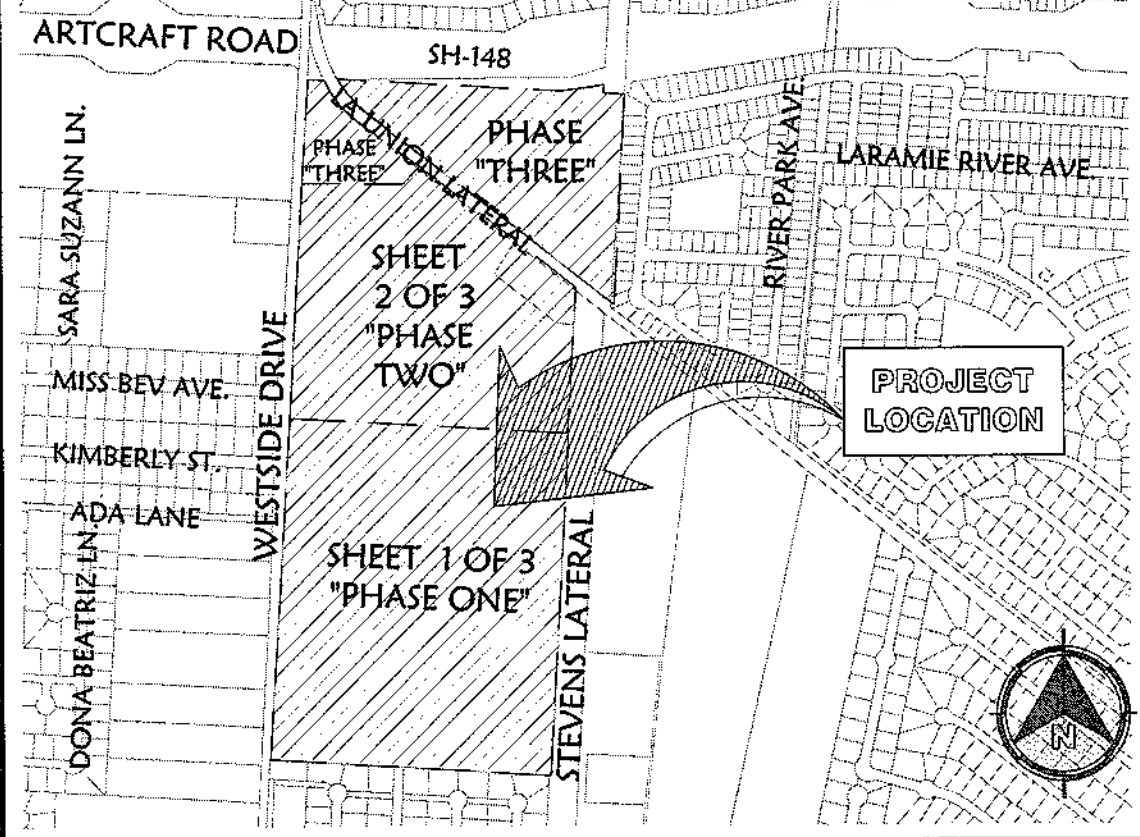 ARTCRAFT ROAD
SH-148
SARA SUZANN LN.
LA UNION LATERAL
PHASE
"THREE"
PHASE
"THREE"
RIVER PARK AVE.
LARAMIE RIVER AVE.
SHEET
2 OF 3
"PHASE
TWO"
WESTSIDE DRIVE
MISS BEV AVE.
KIMBERLY ST.
ADA LANE
PROJECT
LOCATION
DONA BEATRIZ LN.
SHEET 1 OF 3
"PHASE ONE"
STEVENS LATERAL
N